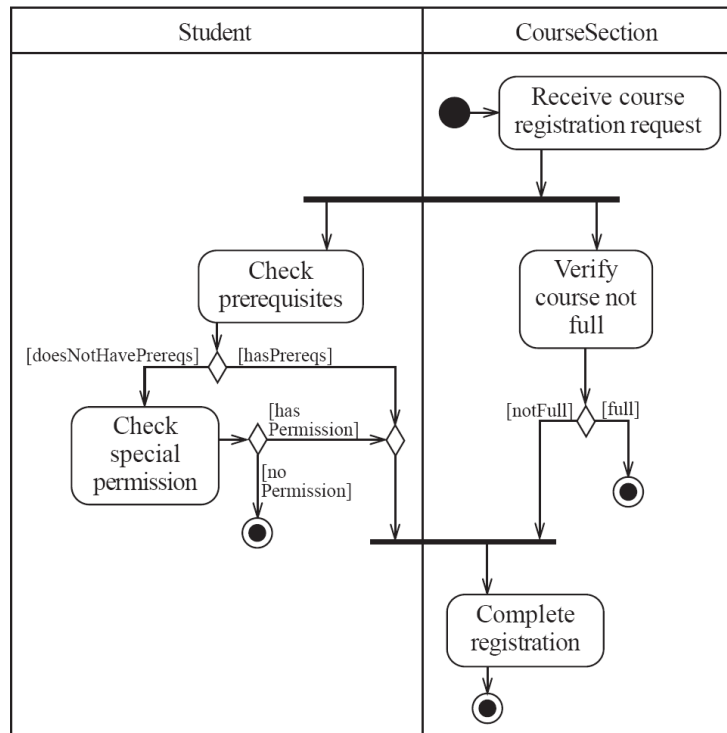 Student
CourseSection
Receive course
registration request
Check
prerequisites
Verify
course not
full
[doesNotHavePrereqs]
[hasPrereqs]
Check
special
permission
[has
Permission]
[no
Permission]
[notFull]
[full]
Complete
registration